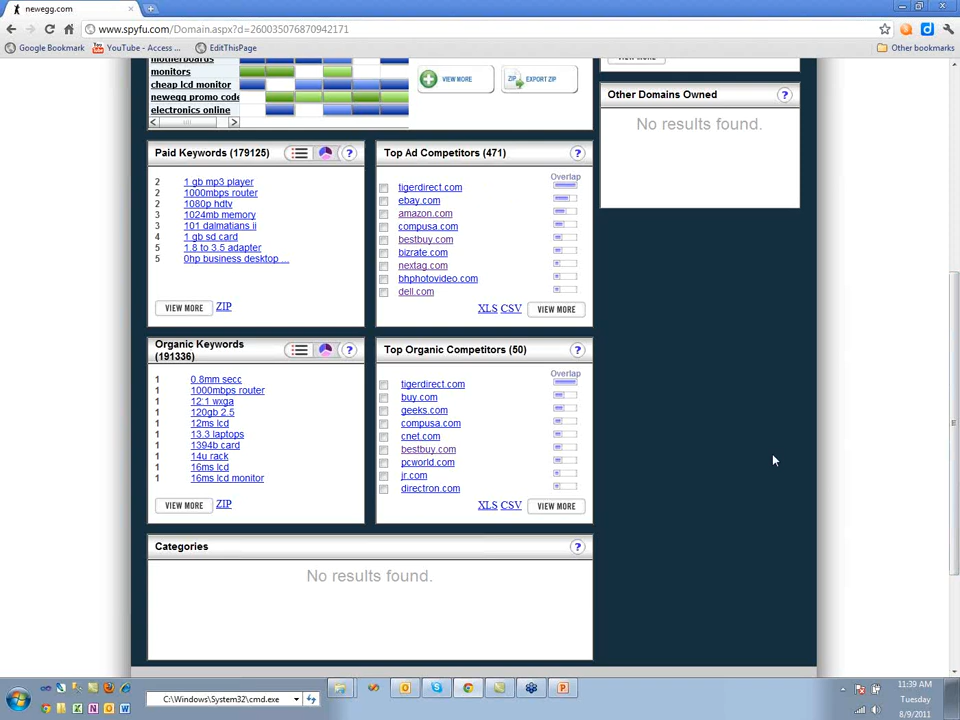 newegg.com
www.spyfu.com/Domain.aspx?d=260035076870942171
Google Bookmark
YouTube - Access ...
EditThisPage
Other bookmarks
motherboards
monitors
cheap lcd monitor
newegg promo code
electronics online
VIEW MORE
ZIP
EXPORT ZIP
VIEW MORE
Other Domains Owned
?
No results found.
Paid Keywords (179125)
?
2 1 gb mp3 player
2 1000mbps router
2 1080p hdtv
3 1024mb memory
3 101 dalmatians ii
4 1 gb sd card
5 1.8 to 3.5 adapter
5 0hp business desktop ...
VIEW MORE ZIP
Top Ad Competitors (471)
?
Overlap
tigerdirect.com
ebay.com
amazon.com
compusa.com
bestbuy.com
bizrate.com
nextag.com
bhphotovideo.com
dell.com
XLS CSV VIEW MORE
Organic Keywords
(191336)
?
1 0.8mm secc
1 1000mbps router
1 12.1 wxga
1 120gb 2.5
1 12ms lcd
1 13.3 laptops
1 1394b card
1 14u rack
1 16ms lcd
1 16ms lcd monitor
VIEW MORE ZIP
Top Organic Competitors (50)
?
Overlap
tigerdirect.com
buy.com
geeks.com
compusa.com
cnet.com
bestbuy.com
pcworld.com
jr.com
directron.com
XLS CSV VIEW MORE
Categories
?
No results found.
C:\Windows\System32\cmd.exe
11:39 AM
Tuesday
8/9/2011